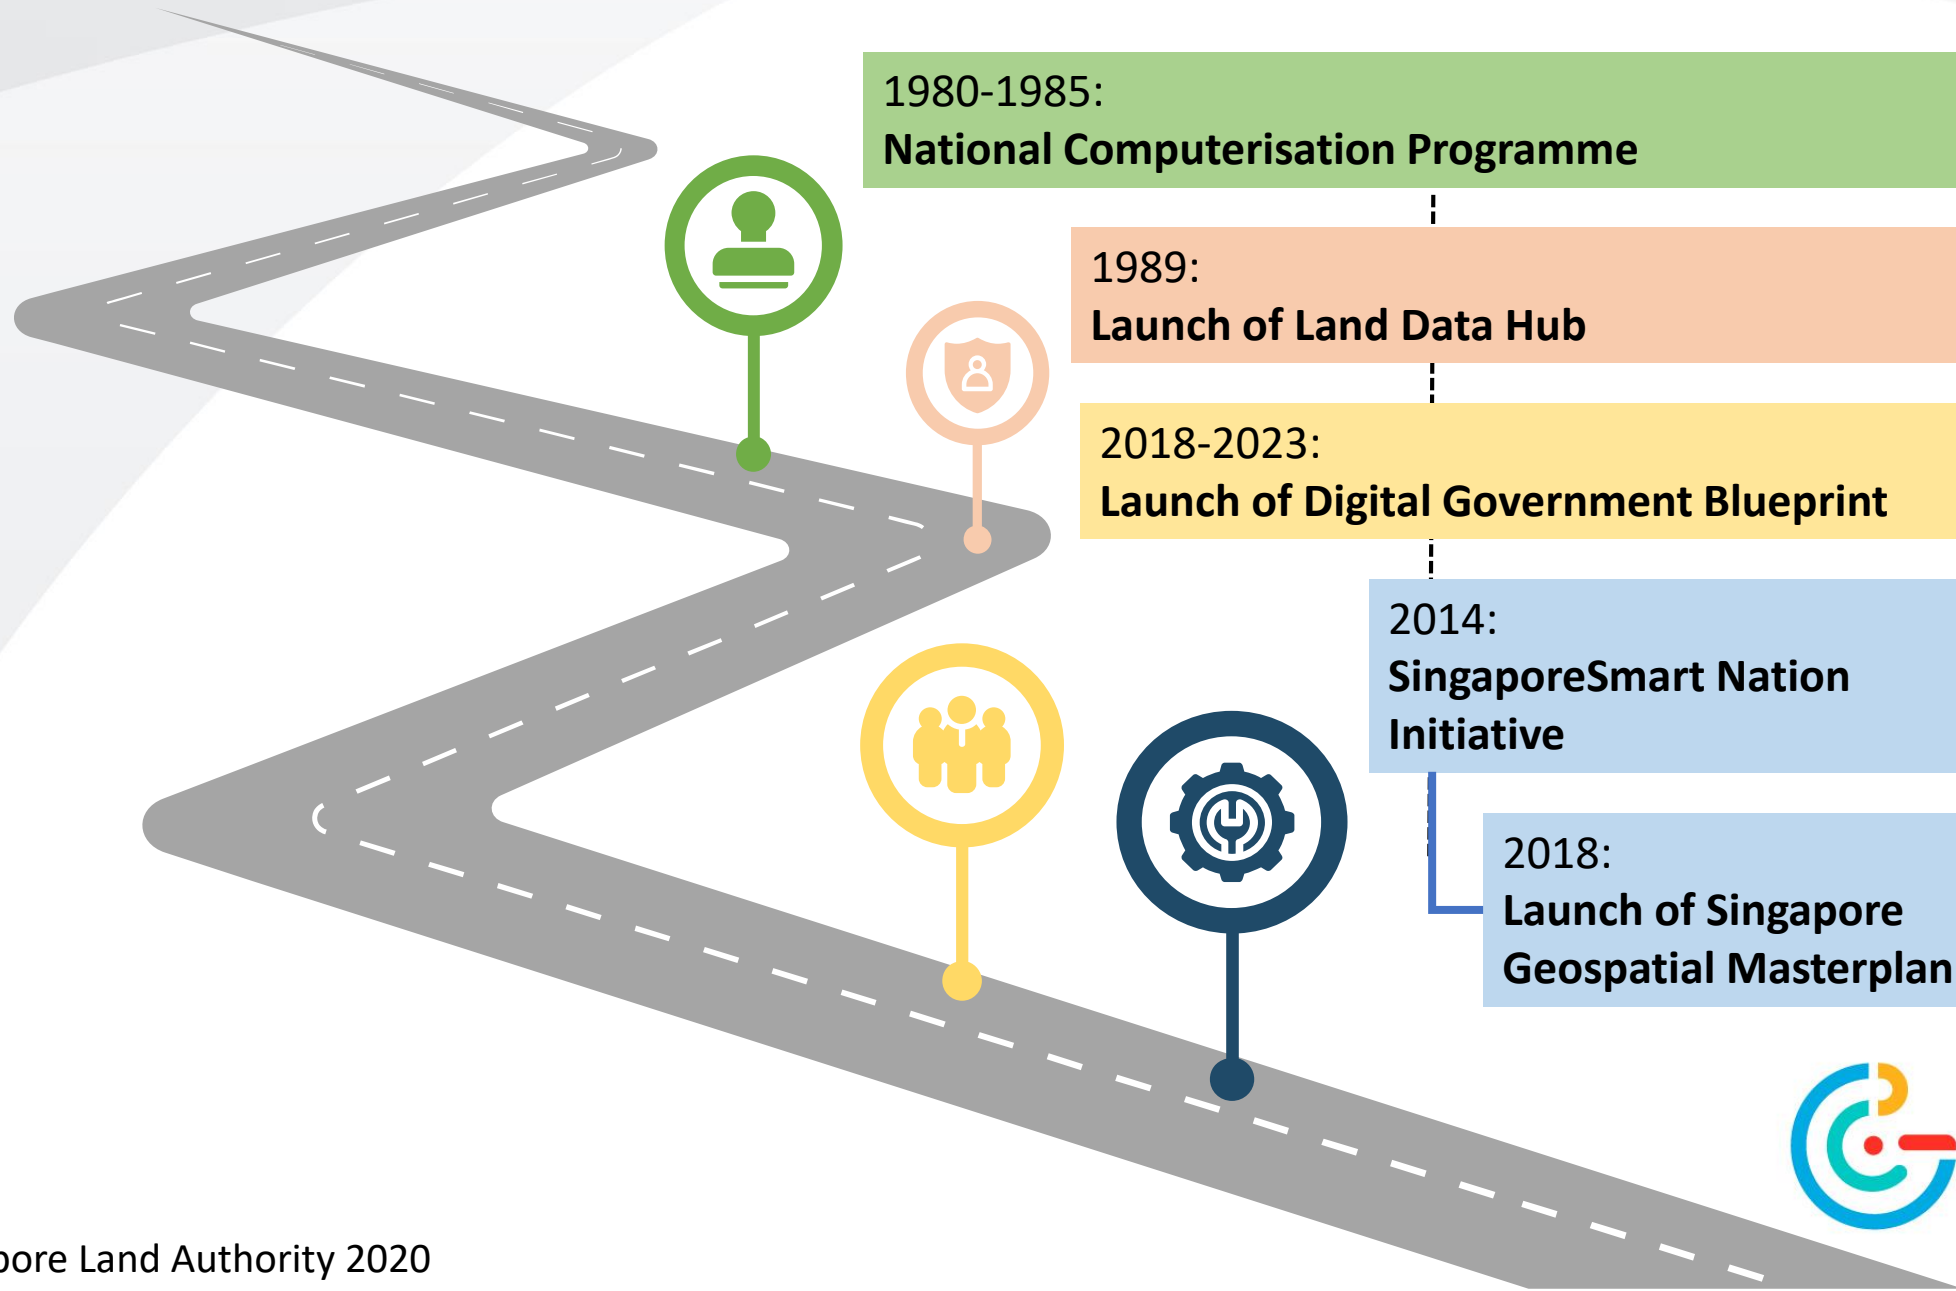 1980-1985:
National Computerisation Programme
1989:
Launch of Land Data Hub
2018-2023:
Launch of Digital Government Blueprint
2014:
SingaporeSmart Nation
Initiative
2018:
Launch of Singapore
Geospatial Masterplan
pore Land Authority 2020